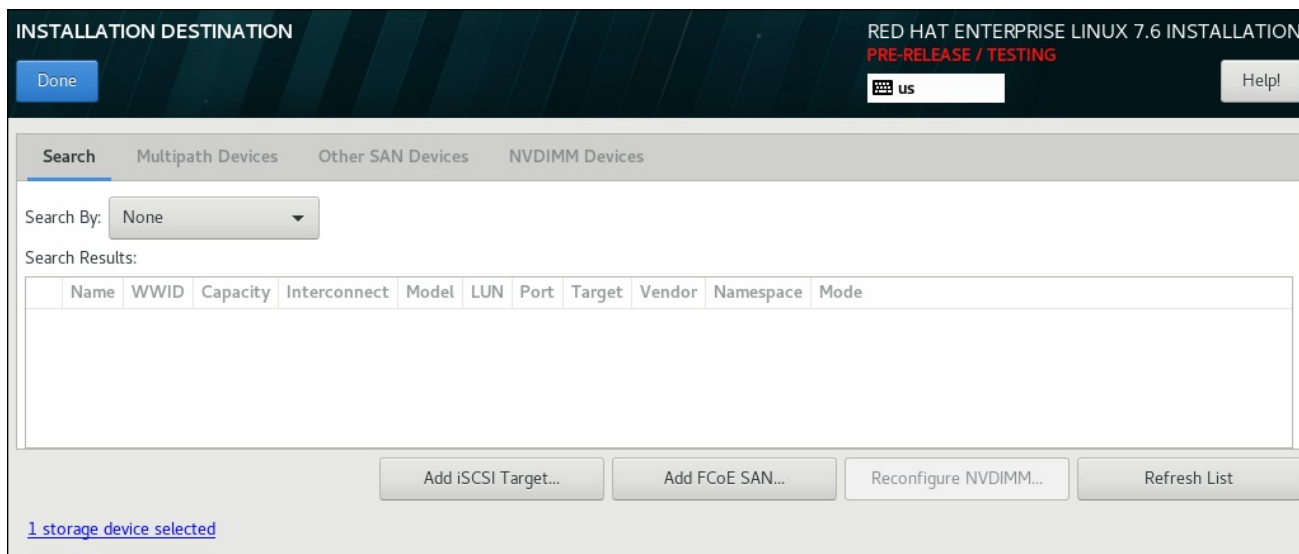 INSTALLATION DESTINATION
RED HAT ENTERPRISE LINUX 7.6 INSTALLATION
PRE-RELEASE / TESTING
Done
us
Help!
Search Multipath Devices Other SAN Devices NVDIMM Devices
Search By: None
Search Results:
Name WWID Capacity Interconnect Model LUN Port Target Vendor Namespace Mode
Add iSCSI Target... Add FCoE SAN... Reconfigure NVDIMM... Refresh List
1 storage device selected